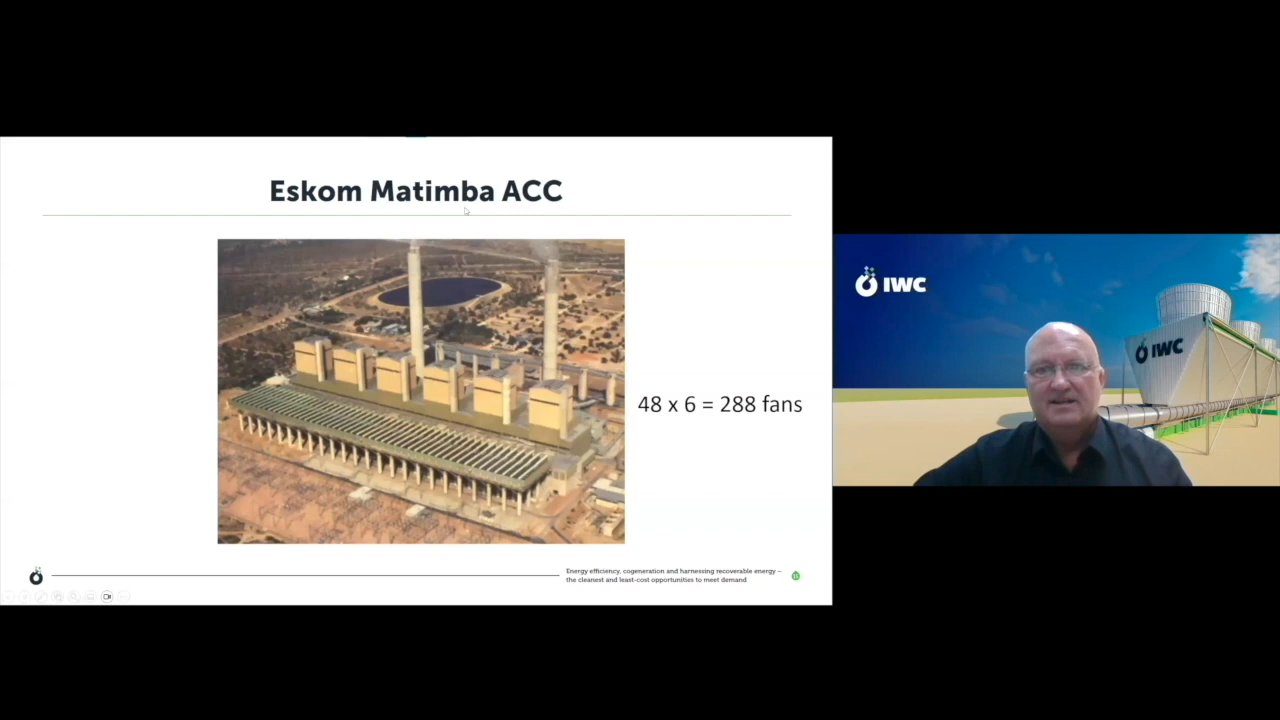 Eskom Matimba ACC
48 x 6 = 288 fans
Energy efficiency, cogeneration and harnessing recoverable energy –
the cleanest and least-cost opportunities to meet demand
IWC
IWC